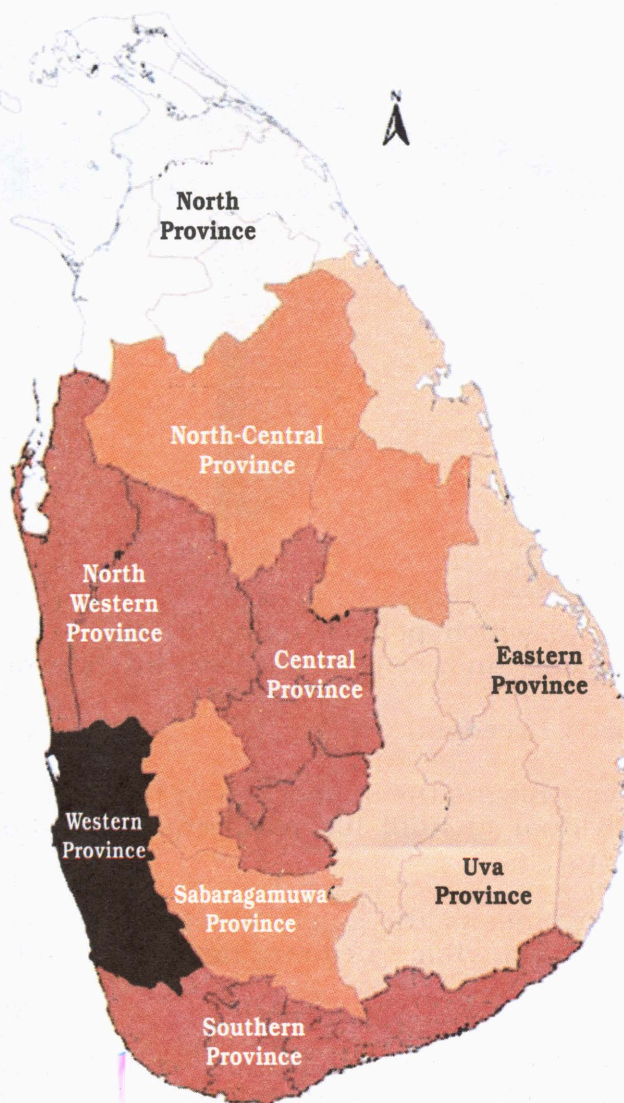 N
North
Province
North-Central
Province
North
Western
Province
Central
Province
Eastern
Province
Western
Province
Uva
Province
Sabaragamuwa
Province
Southern
Province